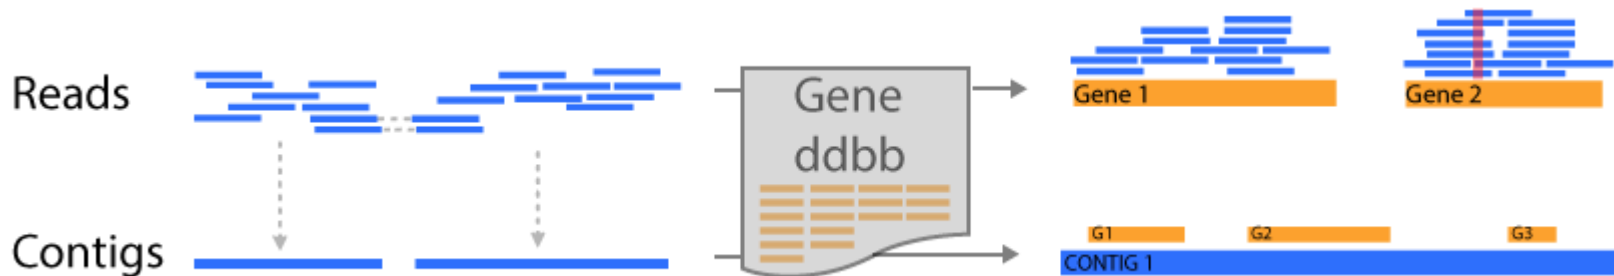 Reads
Gene
ddbb
Gene 1
Gene 2
Contigs
G1
G2
G3
CONTIG 1